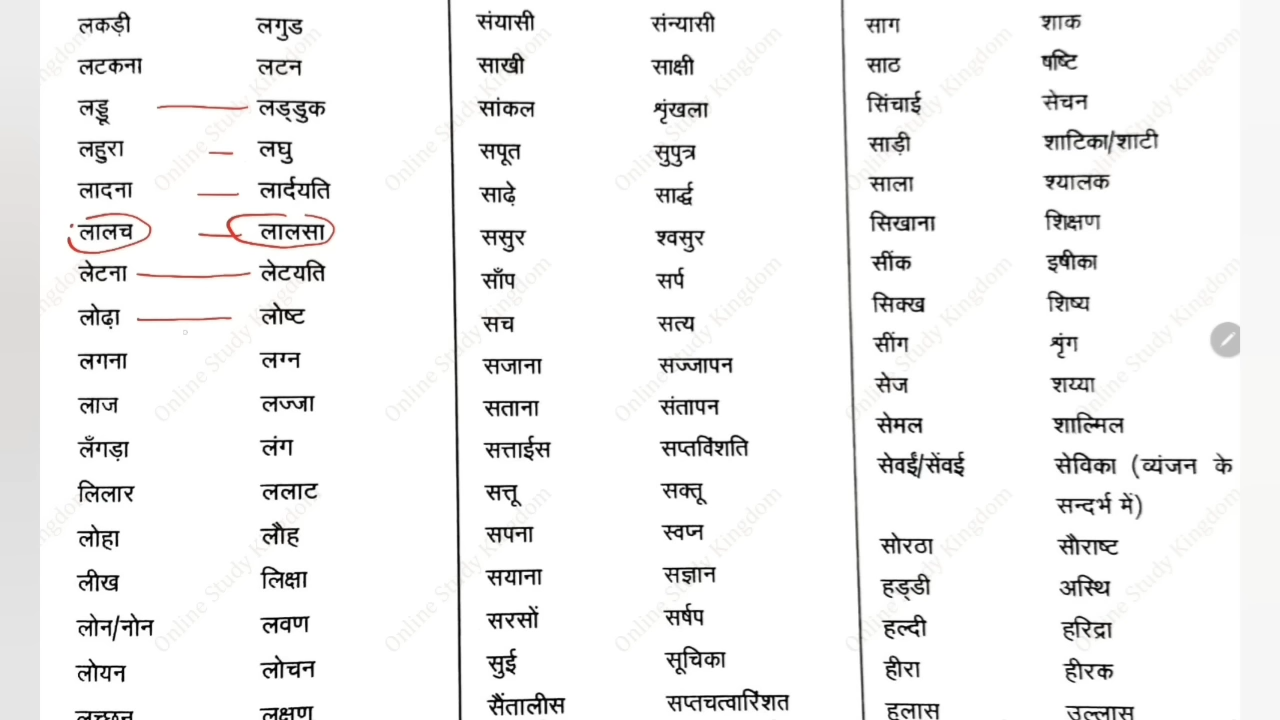 लकड़ी लगुड
लटकना लटन
लड्डू लड्डुक
लहुरा लघु
लादना लार्दयति
लालच लालसा
लेटना लेटयति
लोढ़ा लोष्ट
लगना लग्न
लाज लज्जा
लँगड़ा लंग
लिलार ललाट
लोहा लौह
लीख लिक्षा
लोन/नोन लवण
लोयन लोचन
लच्छन लक्षण
संयासी संन्यासी
साखी साक्षी
सांकल शृंखला
सपूत सुपुत्र
साढ़े सार्द्ध
ससुर श्वसुर
साँप सर्प
सच सत्य
सजाना सज्जापन
सताना संतापन
सत्ताईस सप्तविंशति
सत्तू सक्तू
सपना स्वप्न
सयाना सज्ञान
सरसों सर्षप
सुई सूचिका
सैंतालीस सप्तचत्वारिंशत
साग शाक
साठ षष्टि
सिंचाई सेचन
साड़ी शाटिका/शाटी
साला श्यालक
सिखाना शिक्षण
सींक इषीका
सिक्ख शिष्य
सींग शृंग
सेज शय्या
सेमल शाल्मिल
सेवईं/सेंवई सेविका (व्यंजन के
सन्दर्भ में)
सोरठा सौराष्ट
हड्डी अस्थि
हल्दी हरिद्रा
हीरा हीरक
हुलास उल्लास
Online Study Kingdom